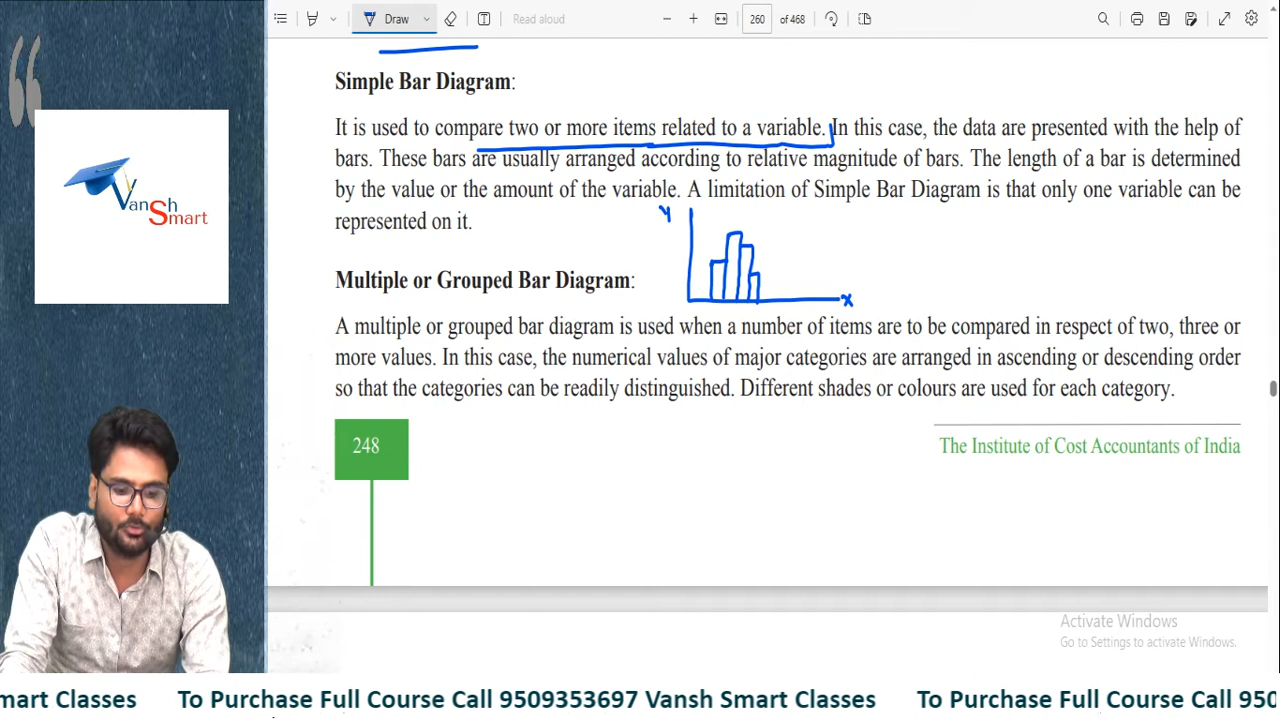 Draw
Read aloud
260 of 468
Simple Bar Diagram:
It is used to compare two or more items related to a variable. In this case, the data are presented with the help of
bars. These bars are usually arranged according to relative magnitude of bars. The length of a bar is determined
by the value or the amount of the variable. A limitation of Simple Bar Diagram is that only one variable can be
represented on it.
Y
X
Multiple or Grouped Bar Diagram:
A multiple or grouped bar diagram is used when a number of items are to be compared in respect of two, three or
more values. In this case, the numerical values of major categories are arranged in ascending or descending order
so that the categories can be readily distinguished. Different shades or colours are used for each category.
248
The Institute of Cost Accountants of India
Vansh
Smart
Activate Windows
Go to Settings to activate Windows.
mart Classes To Purchase Full Course Call 9509353697 Vansh Smart Classes To Purchase Full Course Call 950